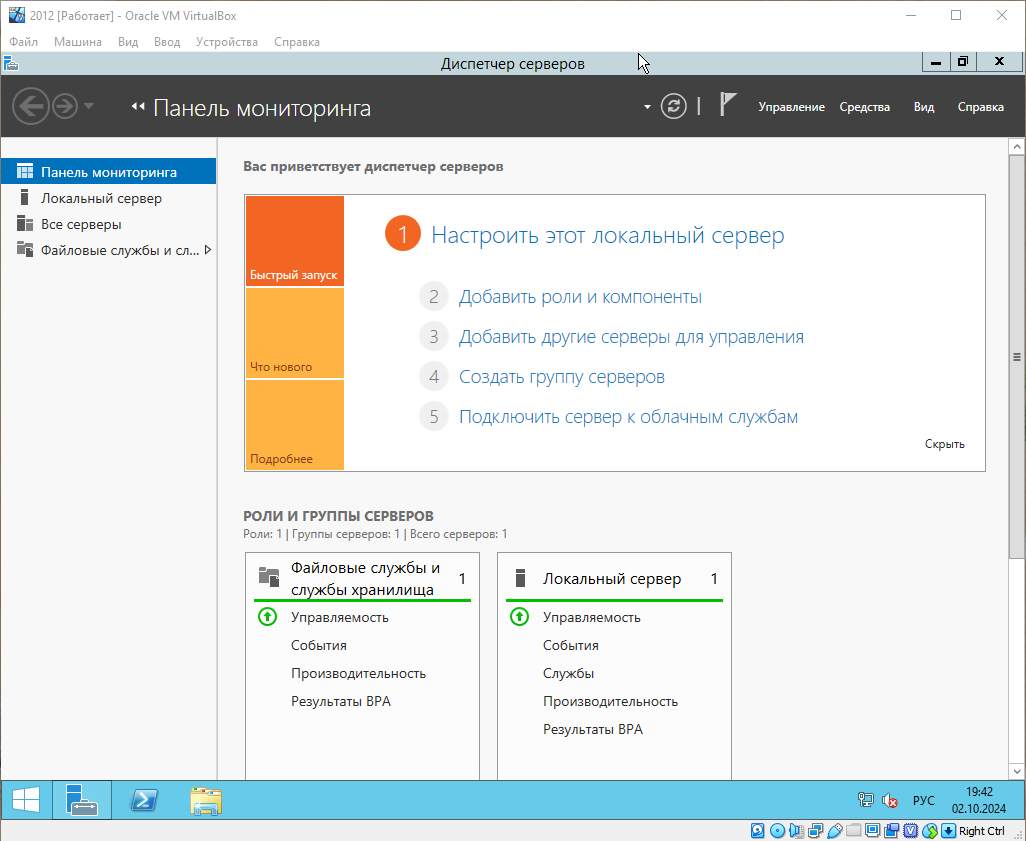 2012 [Работает] - Oracle VM VirtualBox
Файл Машина Вид Ввод Устройства Справка
Диспетчер серверов
Панель мониторинга
Управление Средства Вид Справка
Панель мониторинга
Локальный сервер
Все серверы
Файловые службы и сл...
Вас приветствует диспетчер серверов
Быстрый запуск
Что нового
Подробнее
1 Настроить этот локальный сервер
2 Добавить роли и компоненты
3 Добавить другие серверы для управления
4 Создать группу серверов
5 Подключить сервер к облачным службам
Скрыть
РОЛИ И ГРУППЫ СЕРВЕРОВ
Роли: 1 | Группы серверов: 1 | Всего серверов: 1
Файловые службы и
службы хранилища
1
Управляемость
События
Производительность
Результаты BPA
Локальный сервер 1
Управляемость
События
Службы
Производительность
Результаты BPA
РУС
19:42
02.10.2024
Right Ctrl